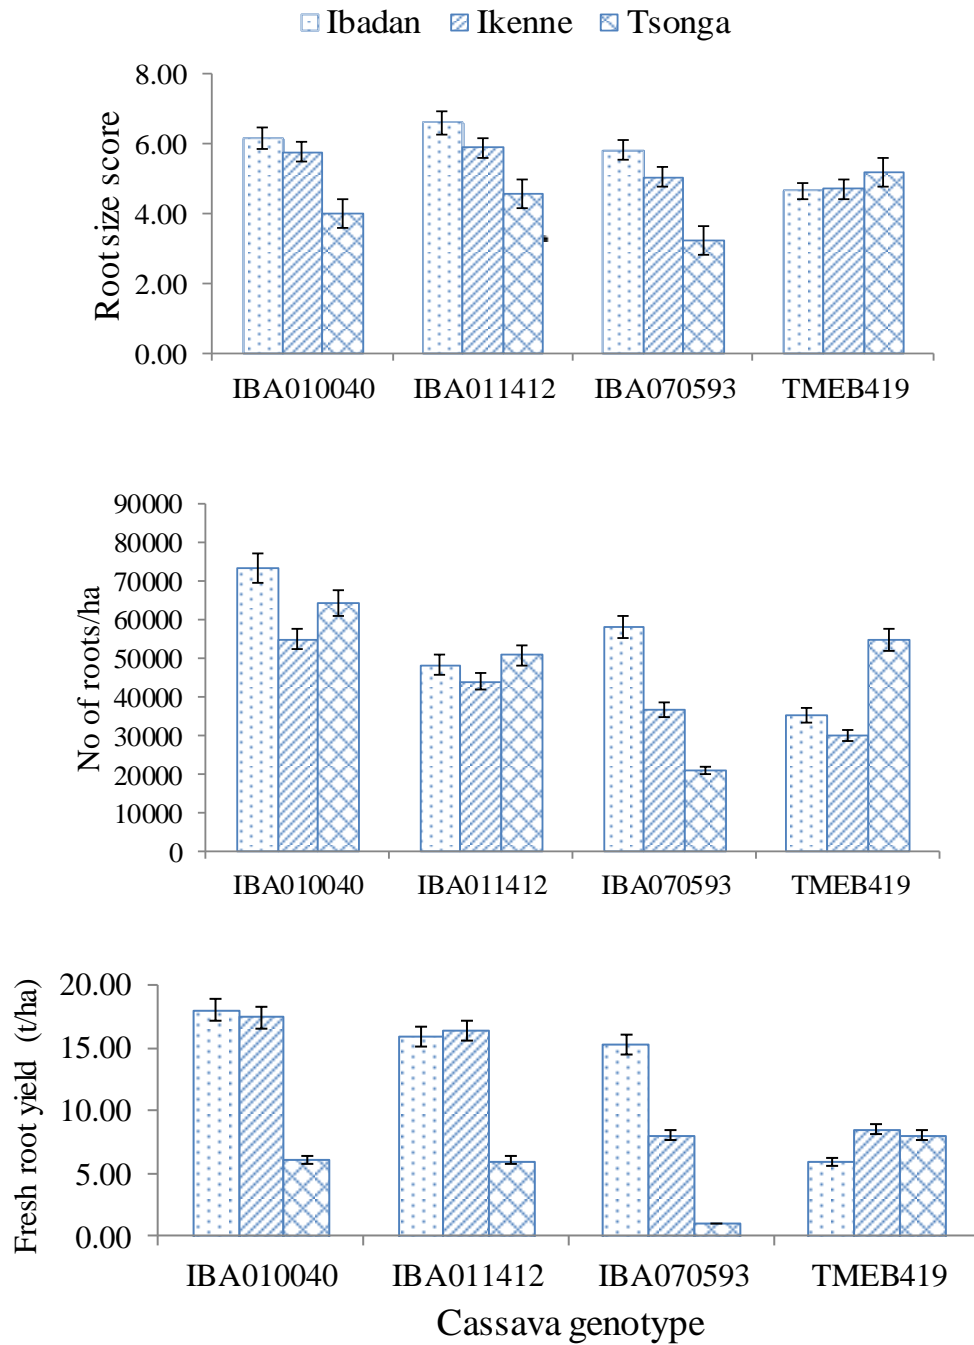 Ibadan Ikenne Tsonga
8.00
6.00
4.00
2.00
0.00
Root size score
IBA010040 IBA011412 IBA070593 TMEB419
90000
80000
70000
60000
50000
40000
30000
20000
10000
0
No of roots/ha
IBA010040 IBA011412 IBA070593 TMEB419
20.00
15.00
10.00
5.00
0.00
Fresh root yield (t/ha)
IBA010040 IBA011412 IBA070593 TMEB419
Cassava genotype